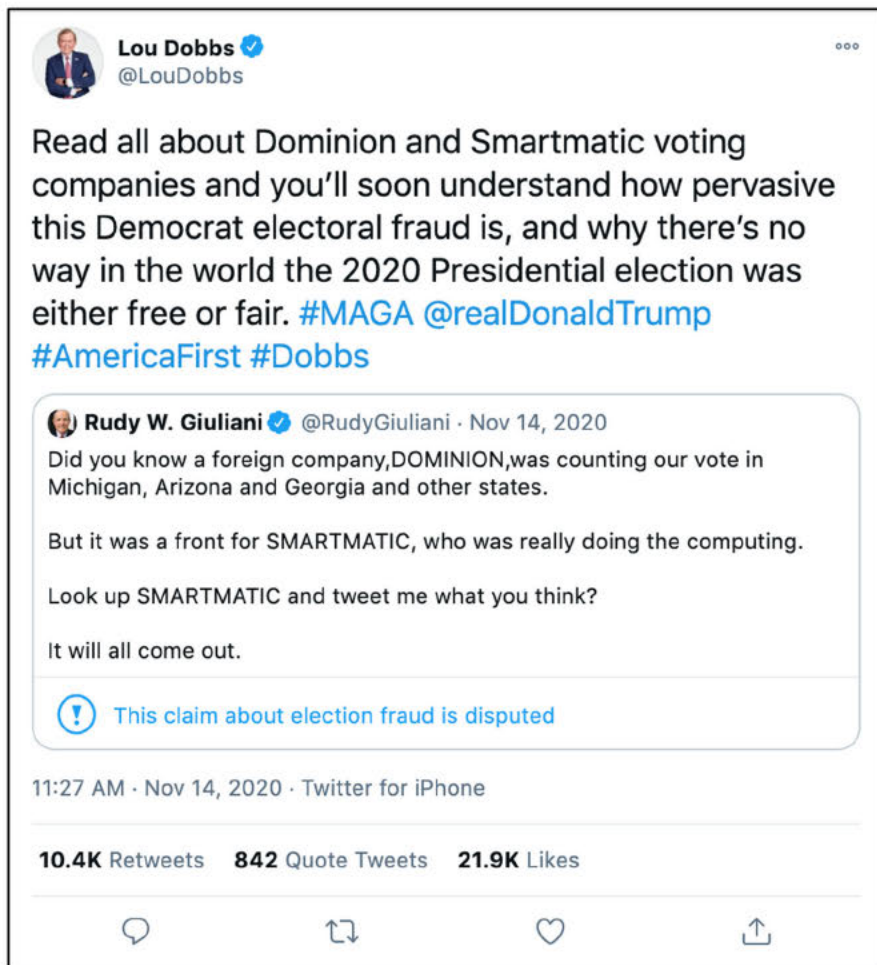 Lou Dobbs
@LouDobbs
Read all about Dominion and Smartmatic voting
companies and you’ll soon understand how pervasive
this Democrat electoral fraud is, and why there’s no
way in the world the 2020 Presidential election was
either free or fair. #MAGA @realDonaldTrump
#AmericaFirst #Dobbs
Rudy W. Giuliani @RudyGiuliani · Nov 14, 2020
Did you know a foreign company,DOMINION,was counting our vote in
Michigan, Arizona and Georgia and other states.
But it was a front for SMARTMATIC, who was really doing the computing.
Look up SMARTMATIC and tweet me what you think?
It will all come out.
This claim about election fraud is disputed
11:27 AM · Nov 14, 2020 · Twitter for iPhone
10.4K Retweets 842 Quote Tweets 21.9K Likes